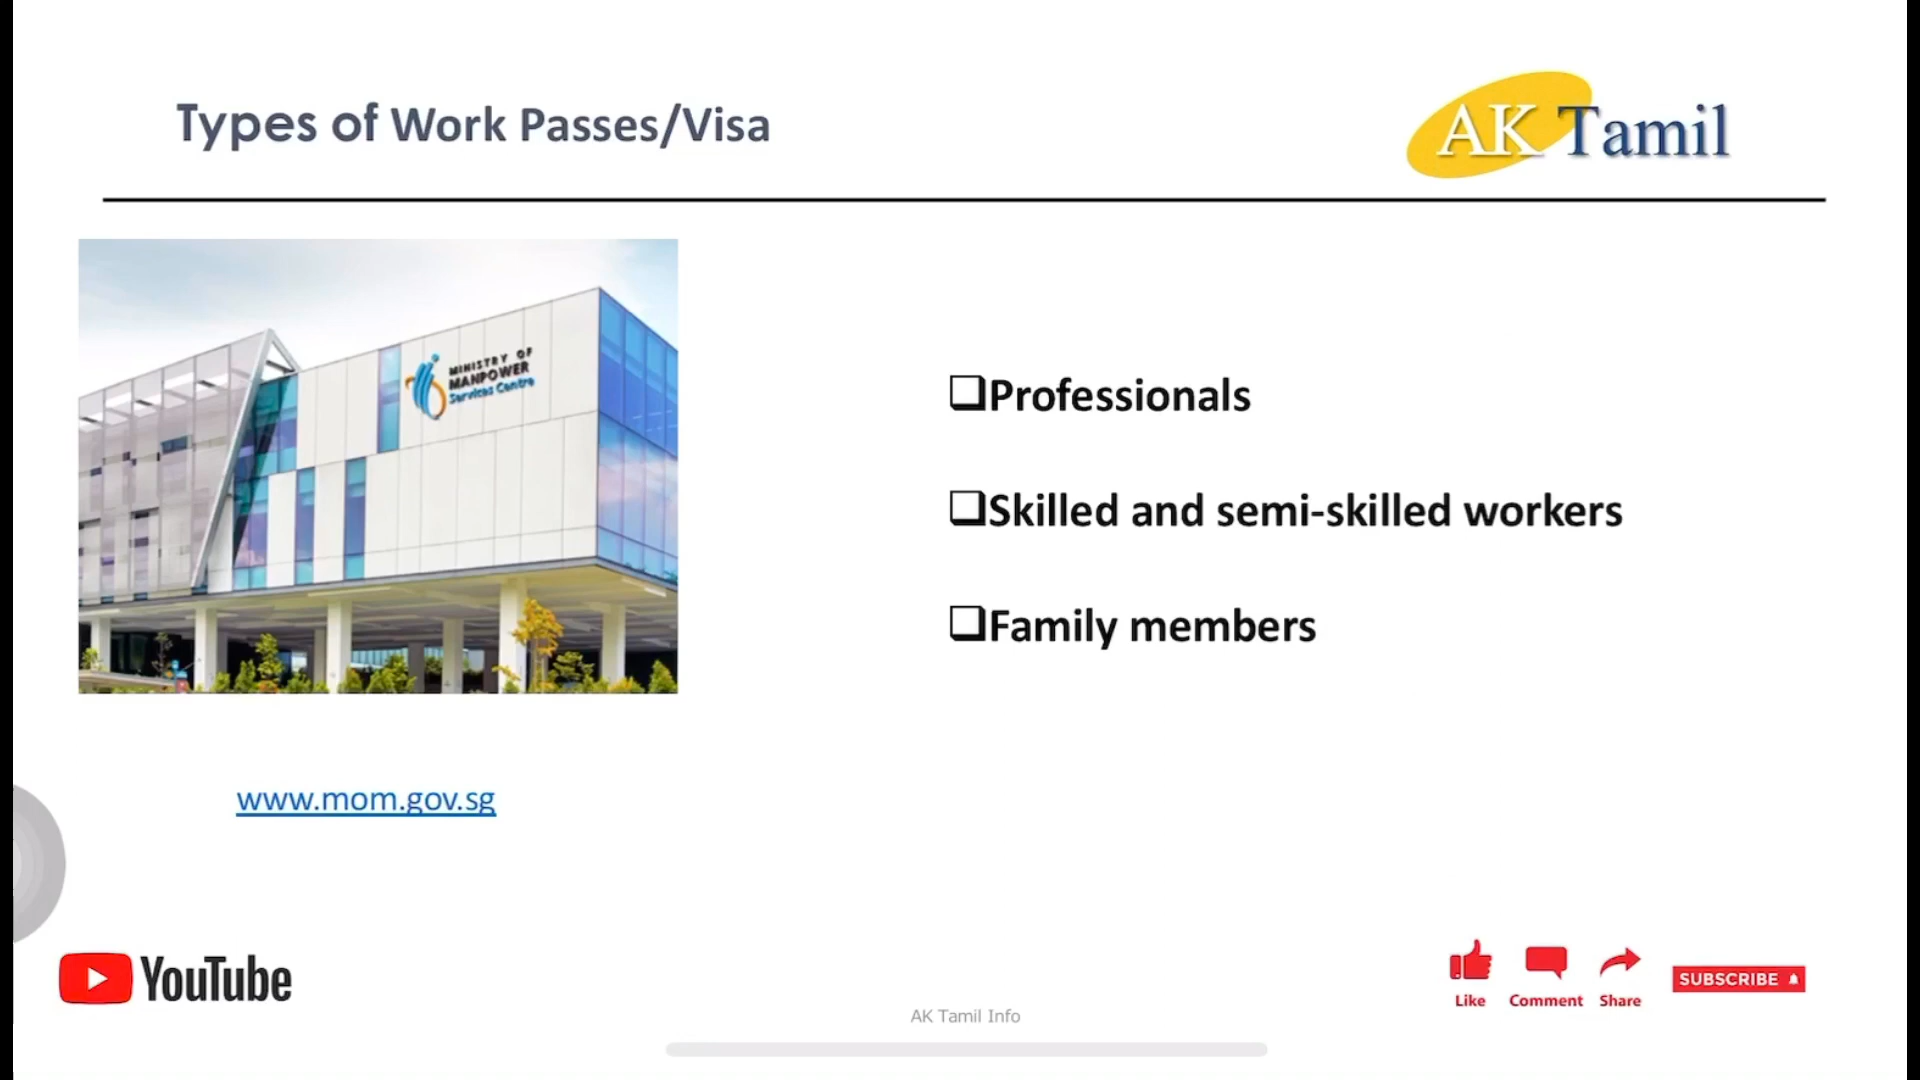 Types of Work Passes/Visa
AK Tamil
MINISTRY OF
MANPOWER
Services Centre
Professionals
Skilled and semi-skilled workers
Family members
www.mom.gov.sg
YouTube
Like
Comment
Share
SUBSCRIBE
AK Tamil Info